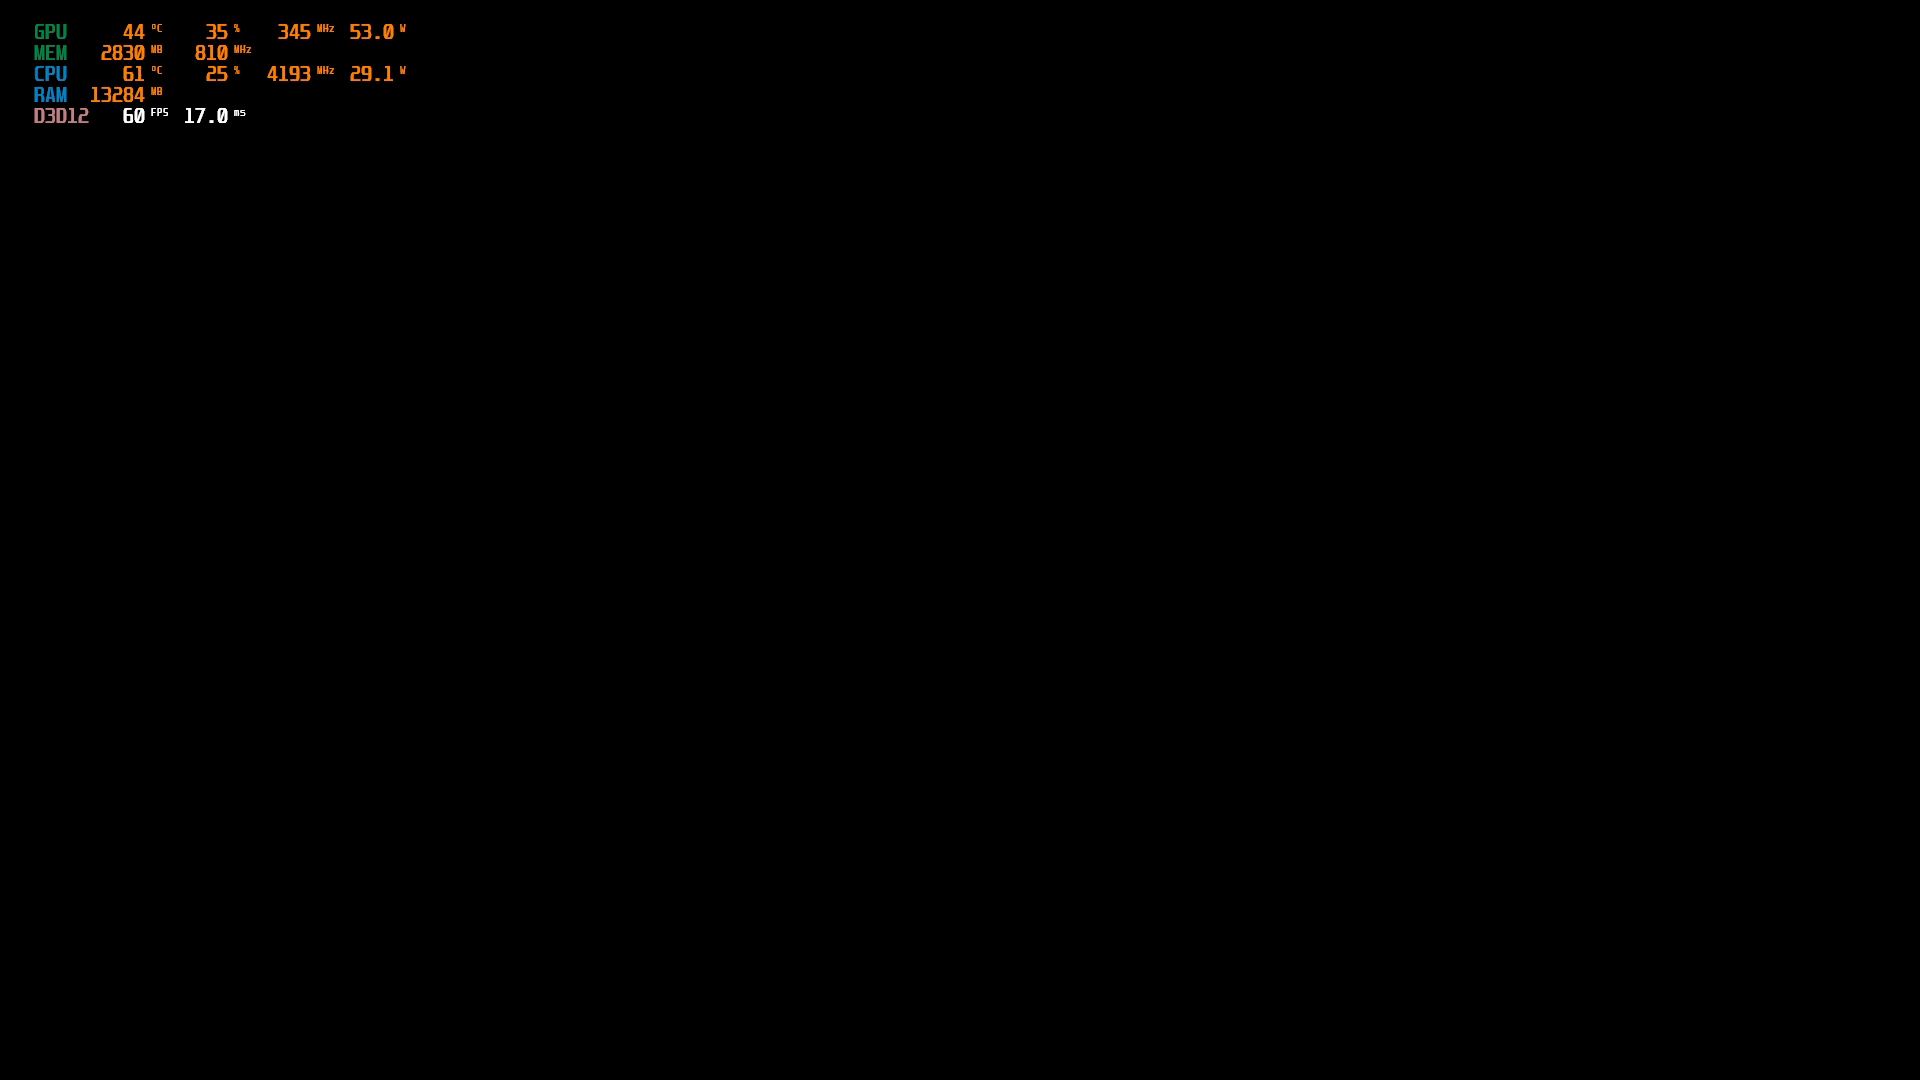 GPU 44 °C 35 % 345 MHz 53.0 W
MEM 2830 MB 810 MHz
CPU 61 °C 25 % 4193 MHz 29.1 W
RAM 13284 MB
D3D12 60 FPS 17.0 ms